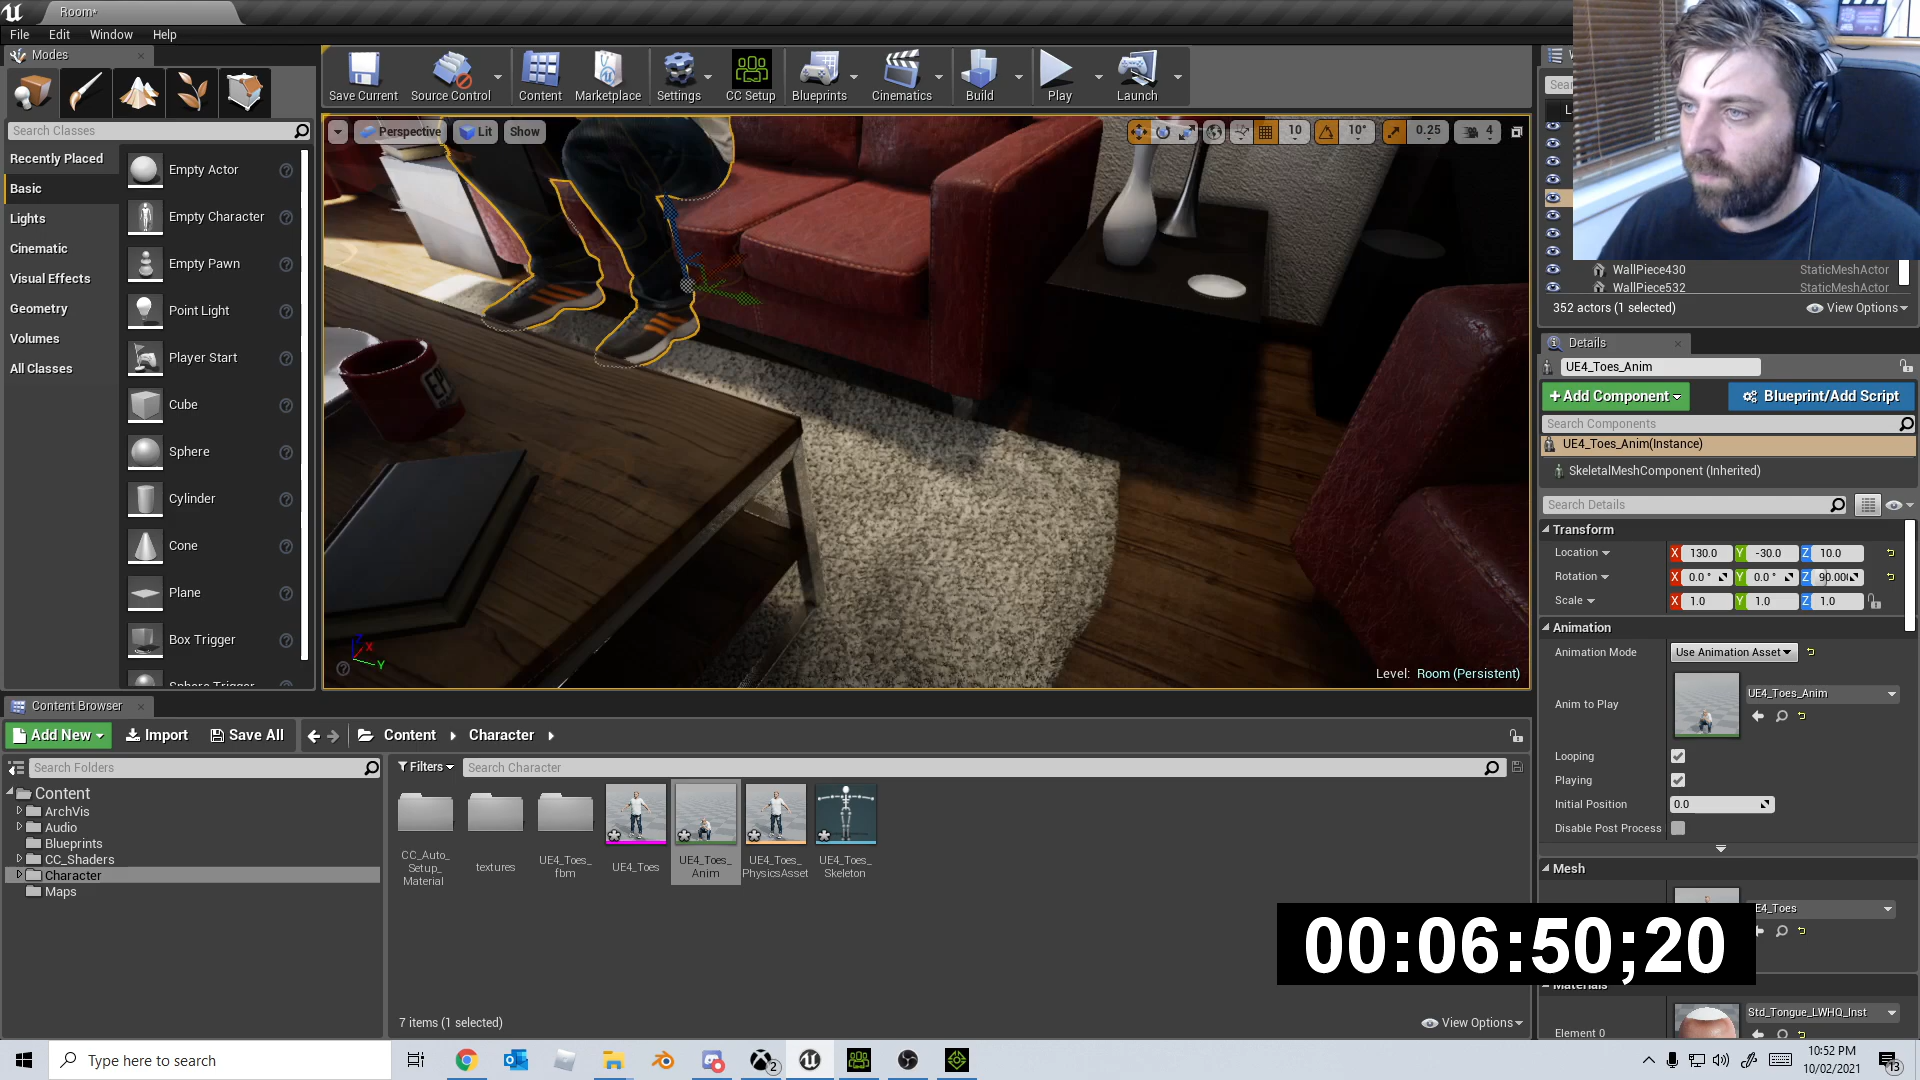 Room*
File Edit Window Help
Modes
Save Current
Source Control
Content
Marketplace
Settings
CC Setup
Blueprints
Cinematics
Build
Play
Launch
Search Classes
Recently Placed
Basic
Lights
Cinematic
Visual Effects
Geometry
Volumes
All Classes
Empty Actor
Empty Character
Empty Pawn
Point Light
Player Start
Cube
Sphere
Cylinder
Cone
Plane
Box Trigger
Sphere Trigger
Perspective Lit Show
10 10° 0.25 4
Level: Room (Persistent)
WallPiece430 StaticMeshActor
WallPiece532 StaticMeshActor
352 actors (1 selected) View Options
Details
UE4_Toes_Anim
+Add Component Blueprint/Add Script
Search Components
UE4_Toes_Anim(Instance)
SkeletalMeshComponent (Inherited)
Search Details
Transform
Location X 130.0 Y -30.0 Z 10.0
Rotation X 0.0 ° Y 0.0 ° Z 90.00
Scale X 1.0 Y 1.0 Z 1.0
Animation
Animation Mode Use Animation Asset
Anim to Play UE4_Toes_Anim
Looping
Playing
Initial Position 0.0
Disable Post Process
Mesh
E4_Toes
Materials
Element 0 Std_Tongue_LWHQ_Inst
00:06:50;20
Content Browser
Add New Import Save All Content Character
Search Folders
Filters Search Character
Content
ArchVis
Audio
Blueprints
CC_Shaders
Character
Maps
CC_Auto_
Setup_
Material
textures
UE4_Toes_
fbm
UE4_Toes
UE4_Toes_
Anim
UE4_Toes_
PhysicsAsset
UE4_Toes_
Skeleton
7 items (1 selected) View Options
Type here to search
2
10:52 PM
10/02/2021
13